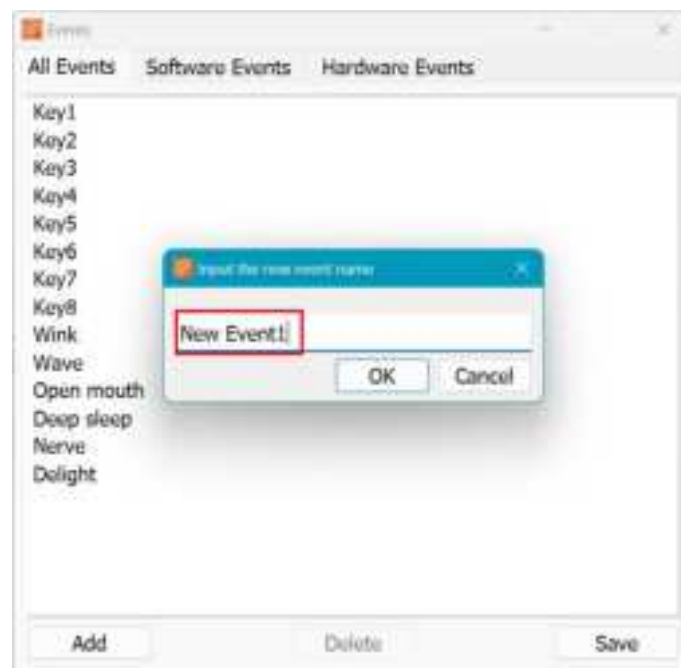 Events
All Events Software Events Hardware Events
Key1
Key2
Key3
Key4
Key5
Key6
Key7
Key8
Wink
Wave
Open mouth
Deep sleep
Nerve
Delight
Input the new event name
New Event1
OK Cancel
Add Delete Save